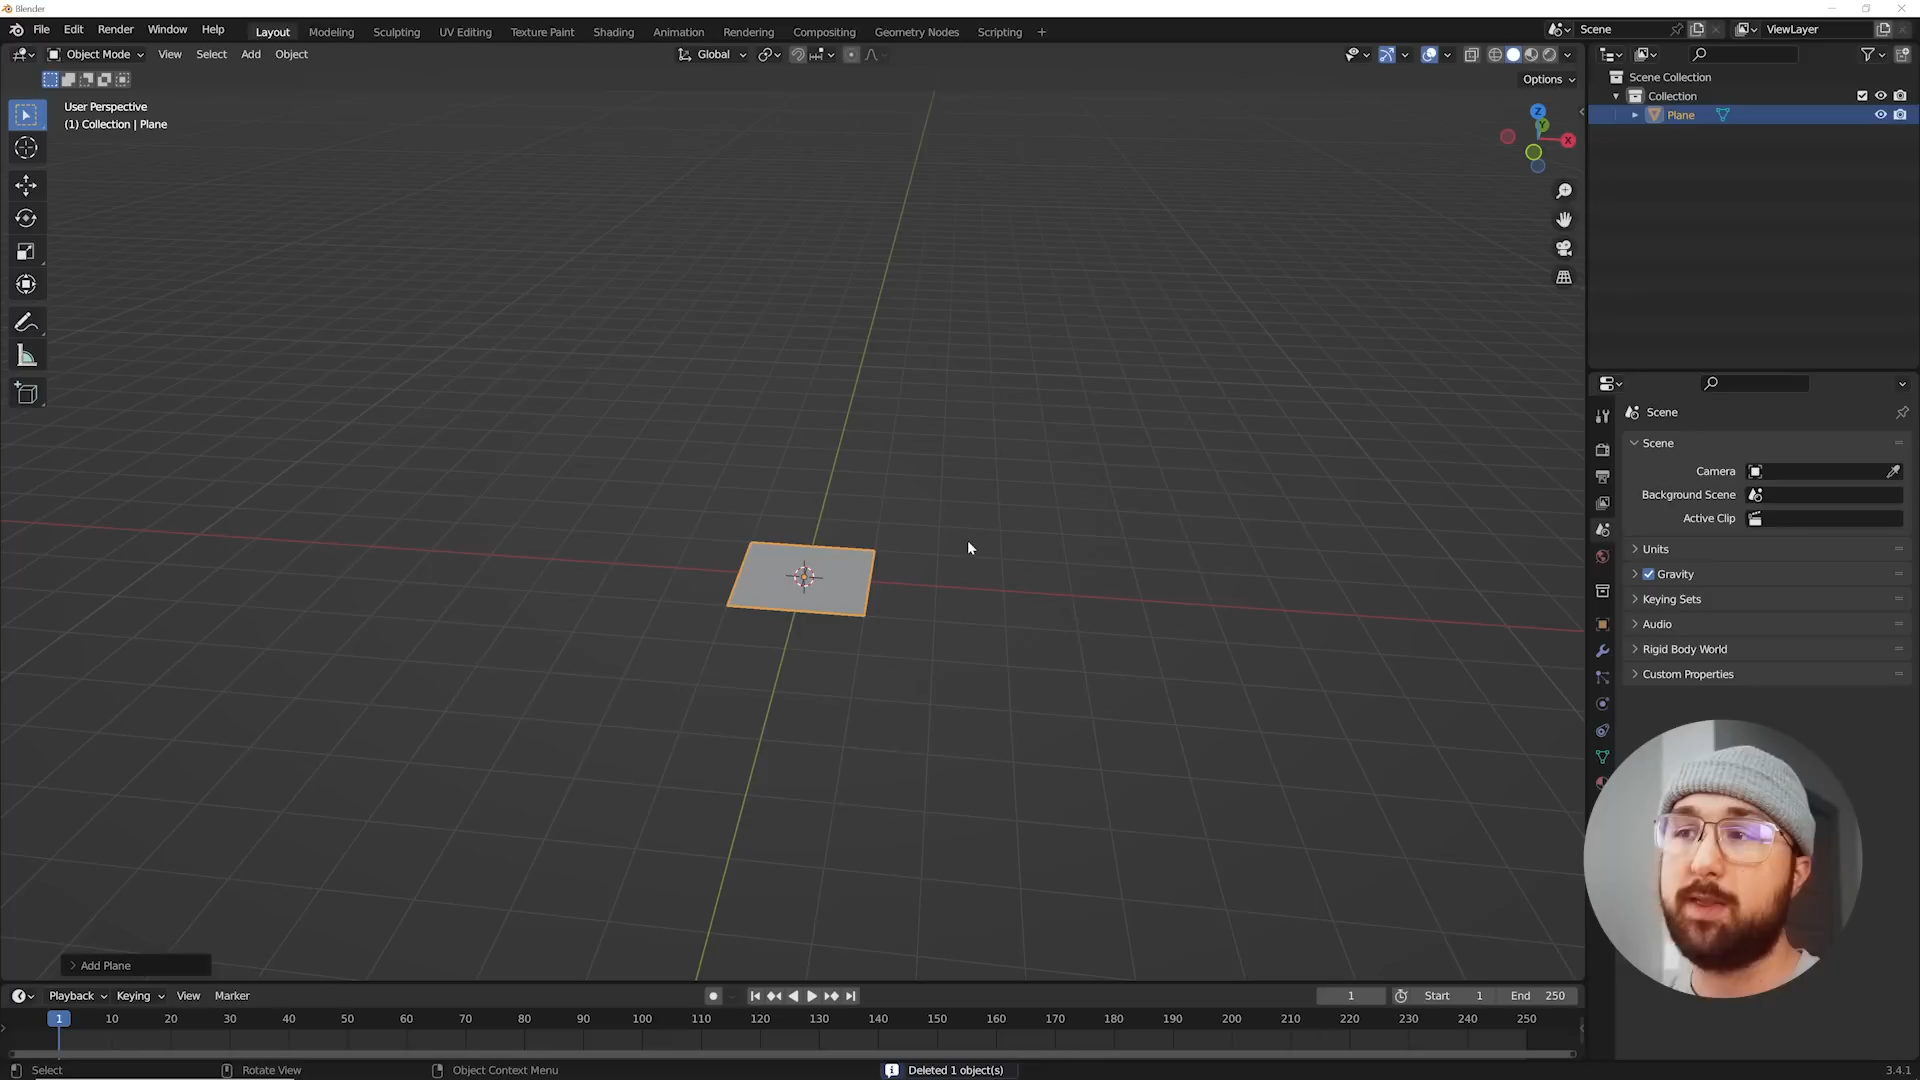 Blender
File Edit Render Window Help Layout Modeling Sculpting UV Editing Texture Paint Shading Animation Rendering Compositing Geometry Nodes Scripting + Scene ViewLayer
Object Mode View Select Add Object Global
Options
User Perspective
(1) Collection | Plane
Z
Y
X
Scene Collection
Collection
Plane
Scene
Scene
Camera
Background Scene
Active Clip
Units
Gravity
Keying Sets
Audio
Rigid Body World
Custom Properties
Add Plane
Playback Keying View Marker 1 Start 1 End 250
1 10 20 30 40 50 60 70 80 90 100 110 120 130 140 150 160 170 180 190 200 210 220 230 240 250
Select Rotate View Object Context Menu Deleted 1 object(s) 3.4.1